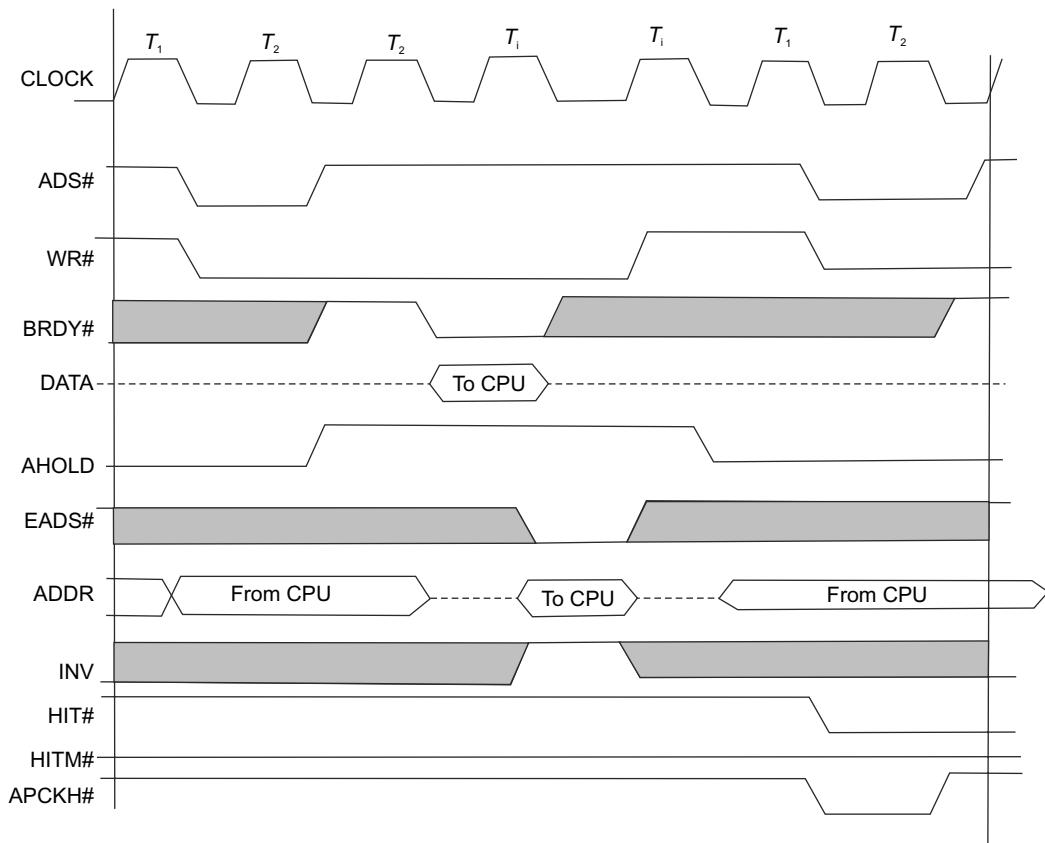 T1 T2 T2 Ti Ti T1 T2
CLOCK
ADS#
WR#
BRDY#
DATA To CPU
AHOLD
EADS#
ADDR From CPU To CPU From CPU
INV
HIT#
HITM#
APCKH#